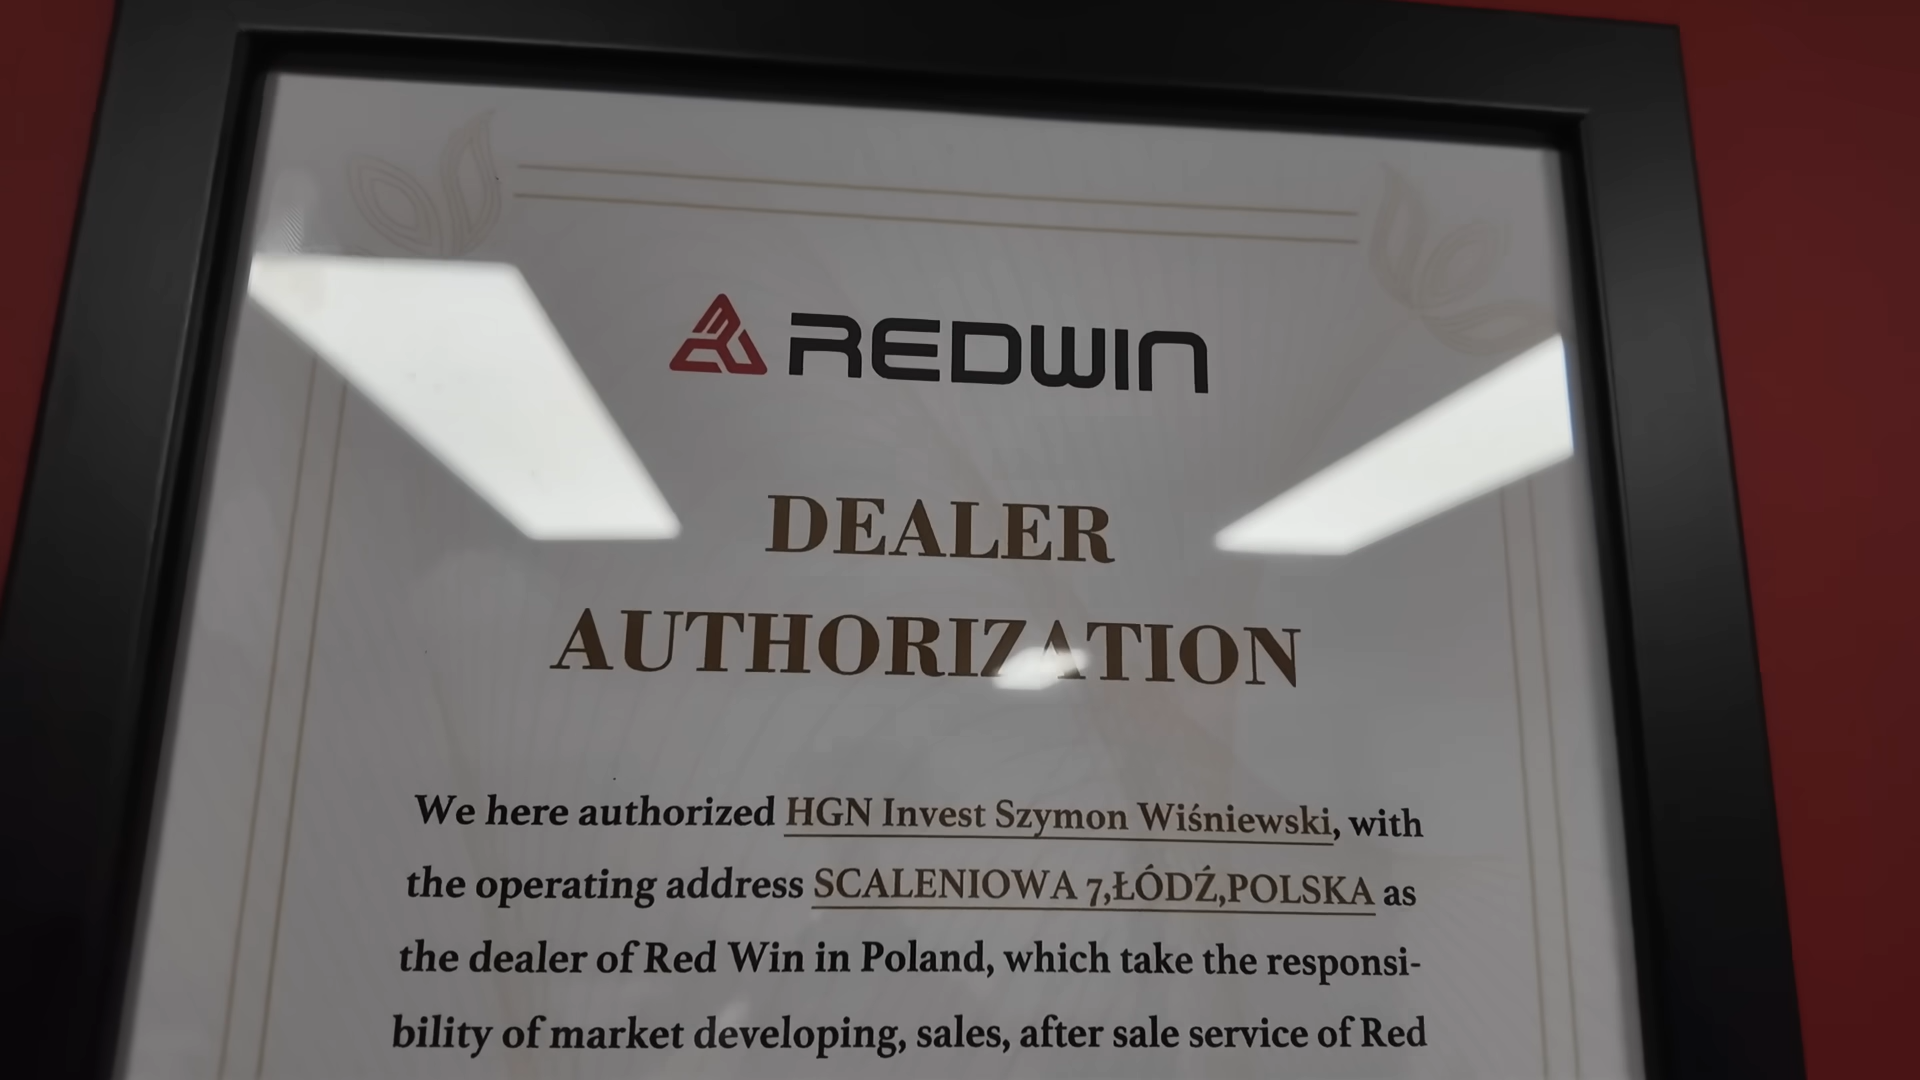 REDWIN
DEALER
AUTHORIZATION
We here authorized HGN Invest Szymon Wiśniewski, with
the operating address SCALENIOWA 7,ŁÓDŹ,POLSKA as
the dealer of Red Win in Poland, which take the responsi-
bility of market developing, sales, after sale service of Red